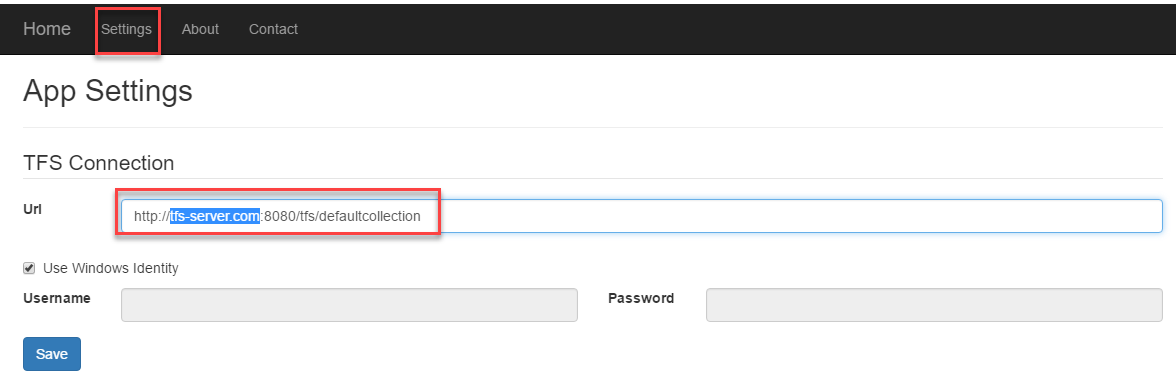 Home Settings About Contact
App Settings
TFS Connection
Url http://tfs-server.com:8080/tfs/defaultcollection
Use Windows Identity
Username Password
Save